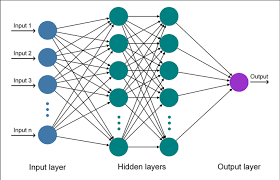 Input 1
Input 2
Input 3
Input n
Output
Input layer
Hidden layers
Output layer